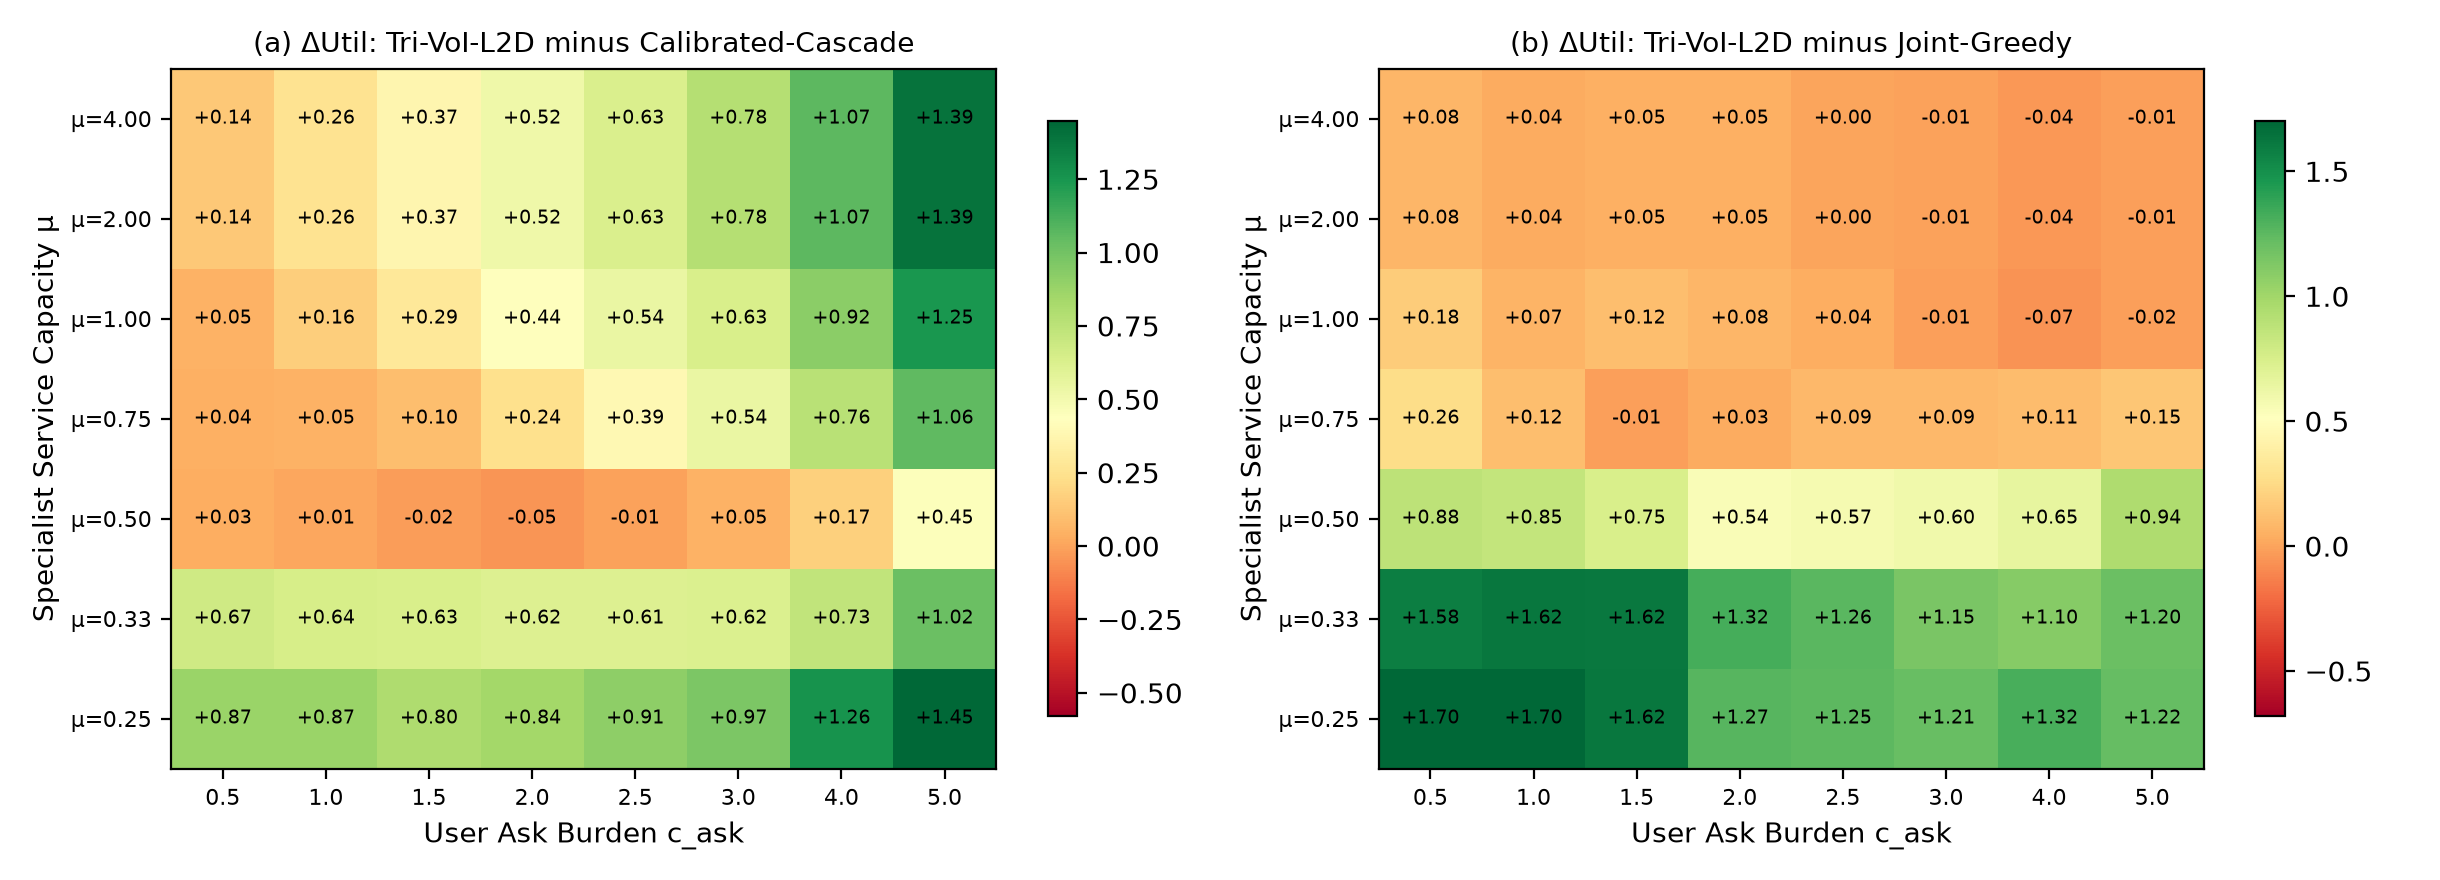 (a) ΔUtil: Tri-VoI-L2D minus Calibrated-Cascade
Specialist Service Capacity μ
μ=4.00 +0.14 +0.26 +0.37 +0.52 +0.63 +0.78 +1.07 +1.39
μ=2.00 +0.14 +0.26 +0.37 +0.52 +0.63 +0.78 +1.07 +1.39
μ=1.00 +0.05 +0.16 +0.29 +0.44 +0.54 +0.63 +0.92 +1.25
μ=0.75 +0.04 +0.05 +0.10 +0.24 +0.39 +0.54 +0.76 +1.06
μ=0.50 +0.03 +0.01 -0.02 -0.05 -0.01 +0.05 +0.17 +0.45
μ=0.33 +0.67 +0.64 +0.63 +0.62 +0.61 +0.62 +0.73 +1.02
μ=0.25 +0.87 +0.87 +0.80 +0.84 +0.91 +0.97 +1.26 +1.45
0.5 1.0 1.5 2.0 2.5 3.0 4.0 5.0
User Ask Burden c_ask
1.25
1.00
0.75
0.50
0.25
0.00
−0.25
−0.50
(b) ΔUtil: Tri-VoI-L2D minus Joint-Greedy
Specialist Service Capacity μ
μ=4.00 +0.08 +0.04 +0.05 +0.05 +0.00 -0.01 -0.04 -0.01
μ=2.00 +0.08 +0.04 +0.05 +0.05 +0.00 -0.01 -0.04 -0.01
μ=1.00 +0.18 +0.07 +0.12 +0.08 +0.04 -0.01 -0.07 -0.02
μ=0.75 +0.26 +0.12 -0.01 +0.03 +0.09 +0.09 +0.11 +0.15
μ=0.50 +0.88 +0.85 +0.75 +0.54 +0.57 +0.60 +0.65 +0.94
μ=0.33 +1.58 +1.62 +1.62 +1.32 +1.26 +1.15 +1.10 +1.20
μ=0.25 +1.70 +1.70 +1.62 +1.27 +1.25 +1.21 +1.32 +1.22
0.5 1.0 1.5 2.0 2.5 3.0 4.0 5.0
User Ask Burden c_ask
1.5
1.0
0.5
0.0
−0.5